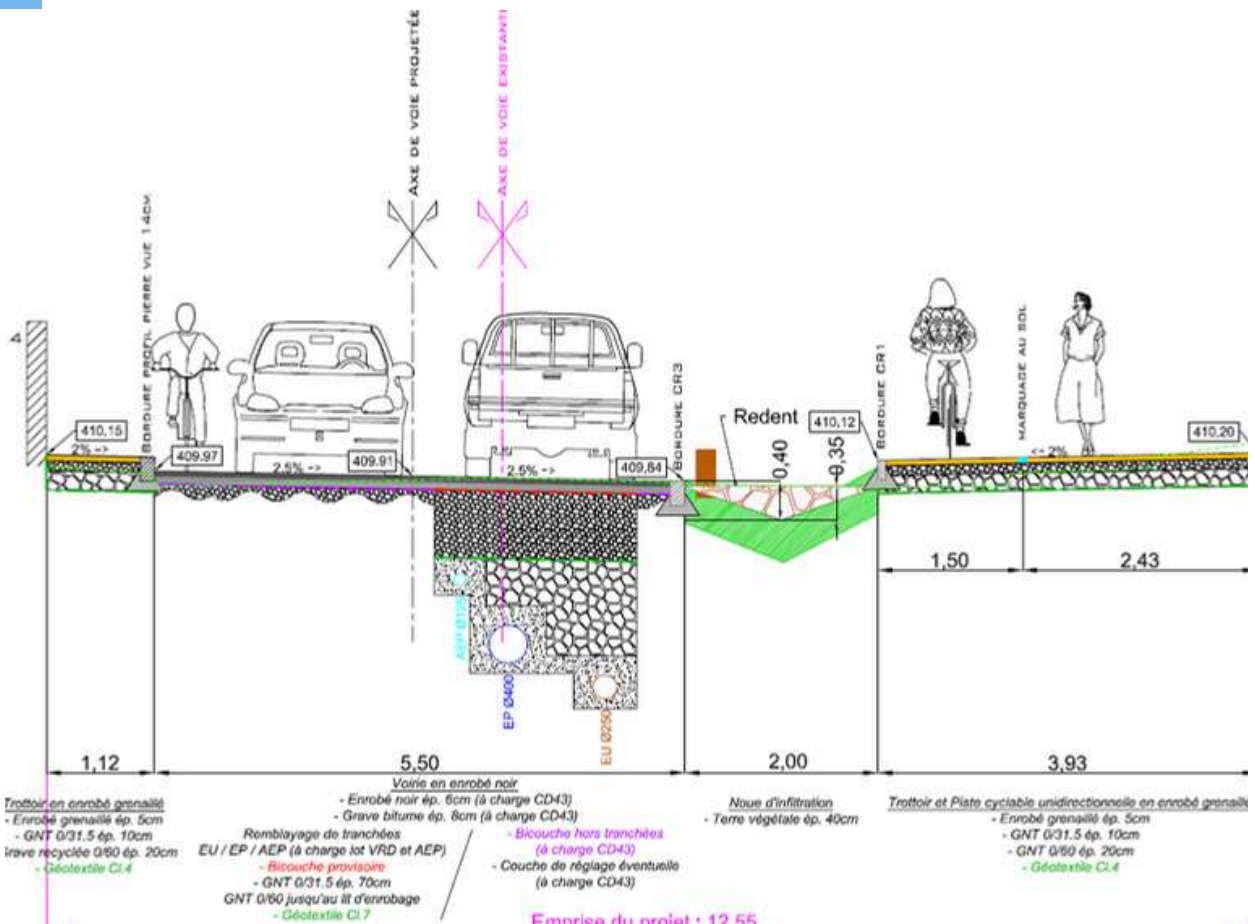 AXE DE VOIE PROJETÉE
AXE DE VOIE EXISTANTE
BORDURE PROFIL PIERRE VUE 14CM
4
410,15
2% ->
409.97
2.5% ->
409.91
2.5% ->
409,84
BORDURE CR3
Redent
0,40
0,35
410,12
BORDURE CR1
MARQUAGE AU SOL
<- 2%
410,20
1,50
2,43
AEP Ø125
EP Ø400
EU Ø250
1,12
5,50
2,00
3,93
Trottoir en enrobé grenaillé
- Enrobé grenaillé ép. 5cm
- GNT 0/31.5 ép. 10cm
Grave recyclée 0/60 ép. 20cm
- Géotextile Cl.4
Voirie en enrobé noir
- Enrobé noir ép. 6cm (à charge CD43)
- Grave bitume ép. 8cm (à charge CD43)
Remblayage de tranchées
EU / EP / AEP (à charge lot VRD et AEP)
- Bicouche provisoire
- GNT 0/31.5 ép. 70cm
GNT 0/60 jusqu'au lit d'enrobage
- Géotextile Cl.7
- Bicouche hors tranchées
(à charge CD43)
- Couche de réglage éventuelle
(à charge CD43)
Noue d'infiltration
- Terre végétale ép. 40cm
Trottoir et Piste cyclable unidirectionnelle en enrobé grenaillé
- Enrobé grenaillé ép. 5cm
- GNT 0/31.5 ép. 10cm
- GNT 0/60 ép. 20cm
- Géotextile Cl.4
Emprise du projet : 12,55